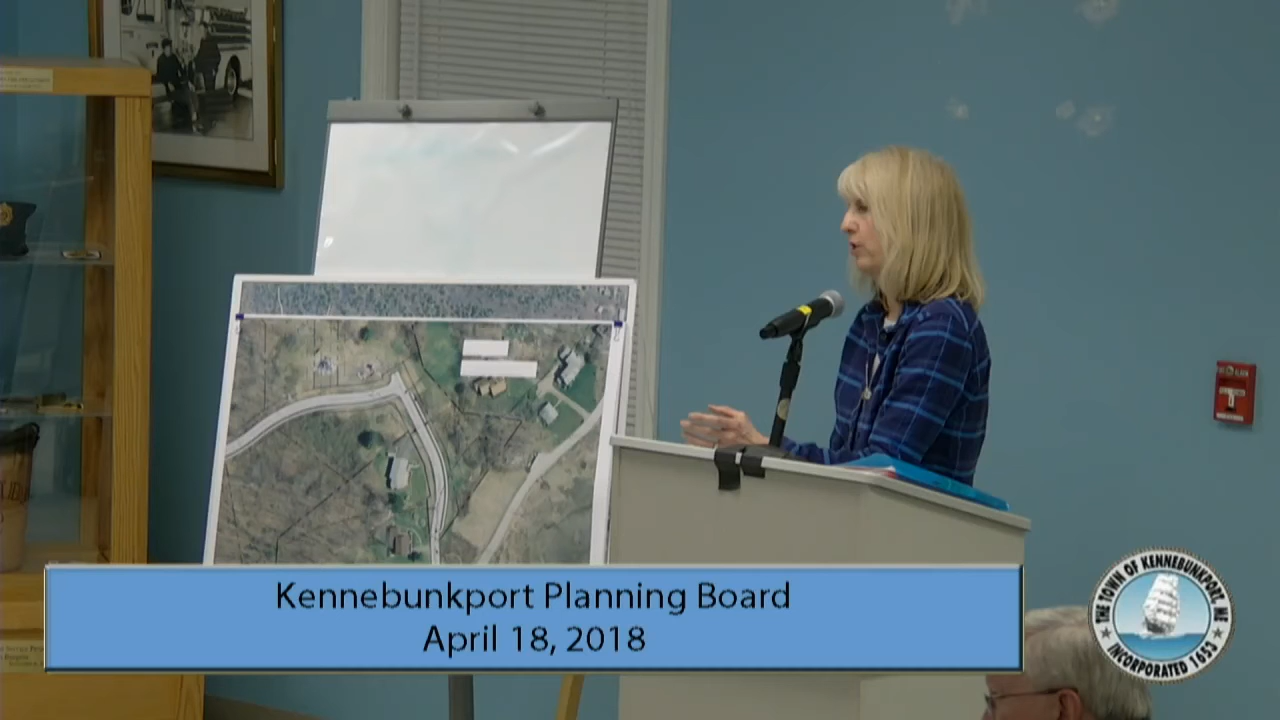 Kennebunkport Planning Board
April 18, 2018
THE TOWN OF KENNEBUNKPORT, ME
INCORPORATED 1653